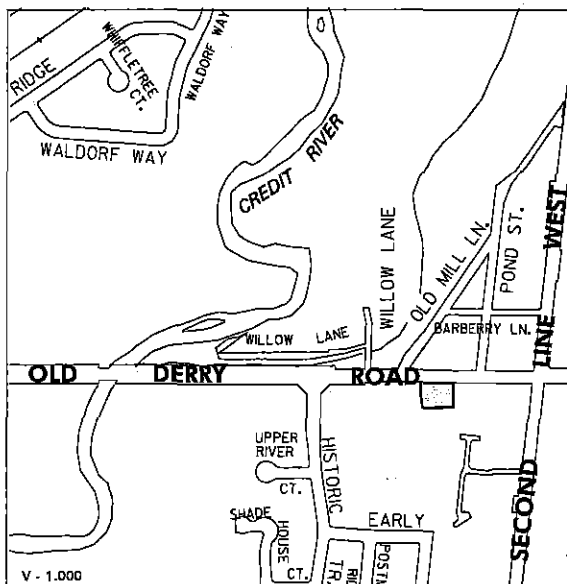 RIDGE
WHIFFLETREE
CT.
WALDORF WAY
WALDORF WAY
CREDIT RIVER
WILLOW LANE
OLD MILL LN.
POND ST.
WILLOW LANE
BARBERRY LN.
OLD DERRY ROAD
SECOND LINE WEST
UPPER
RIVER
CT.
HISTORIC
TR.
SHADE
HOUSE
CT.
EARLY
V - 1.000